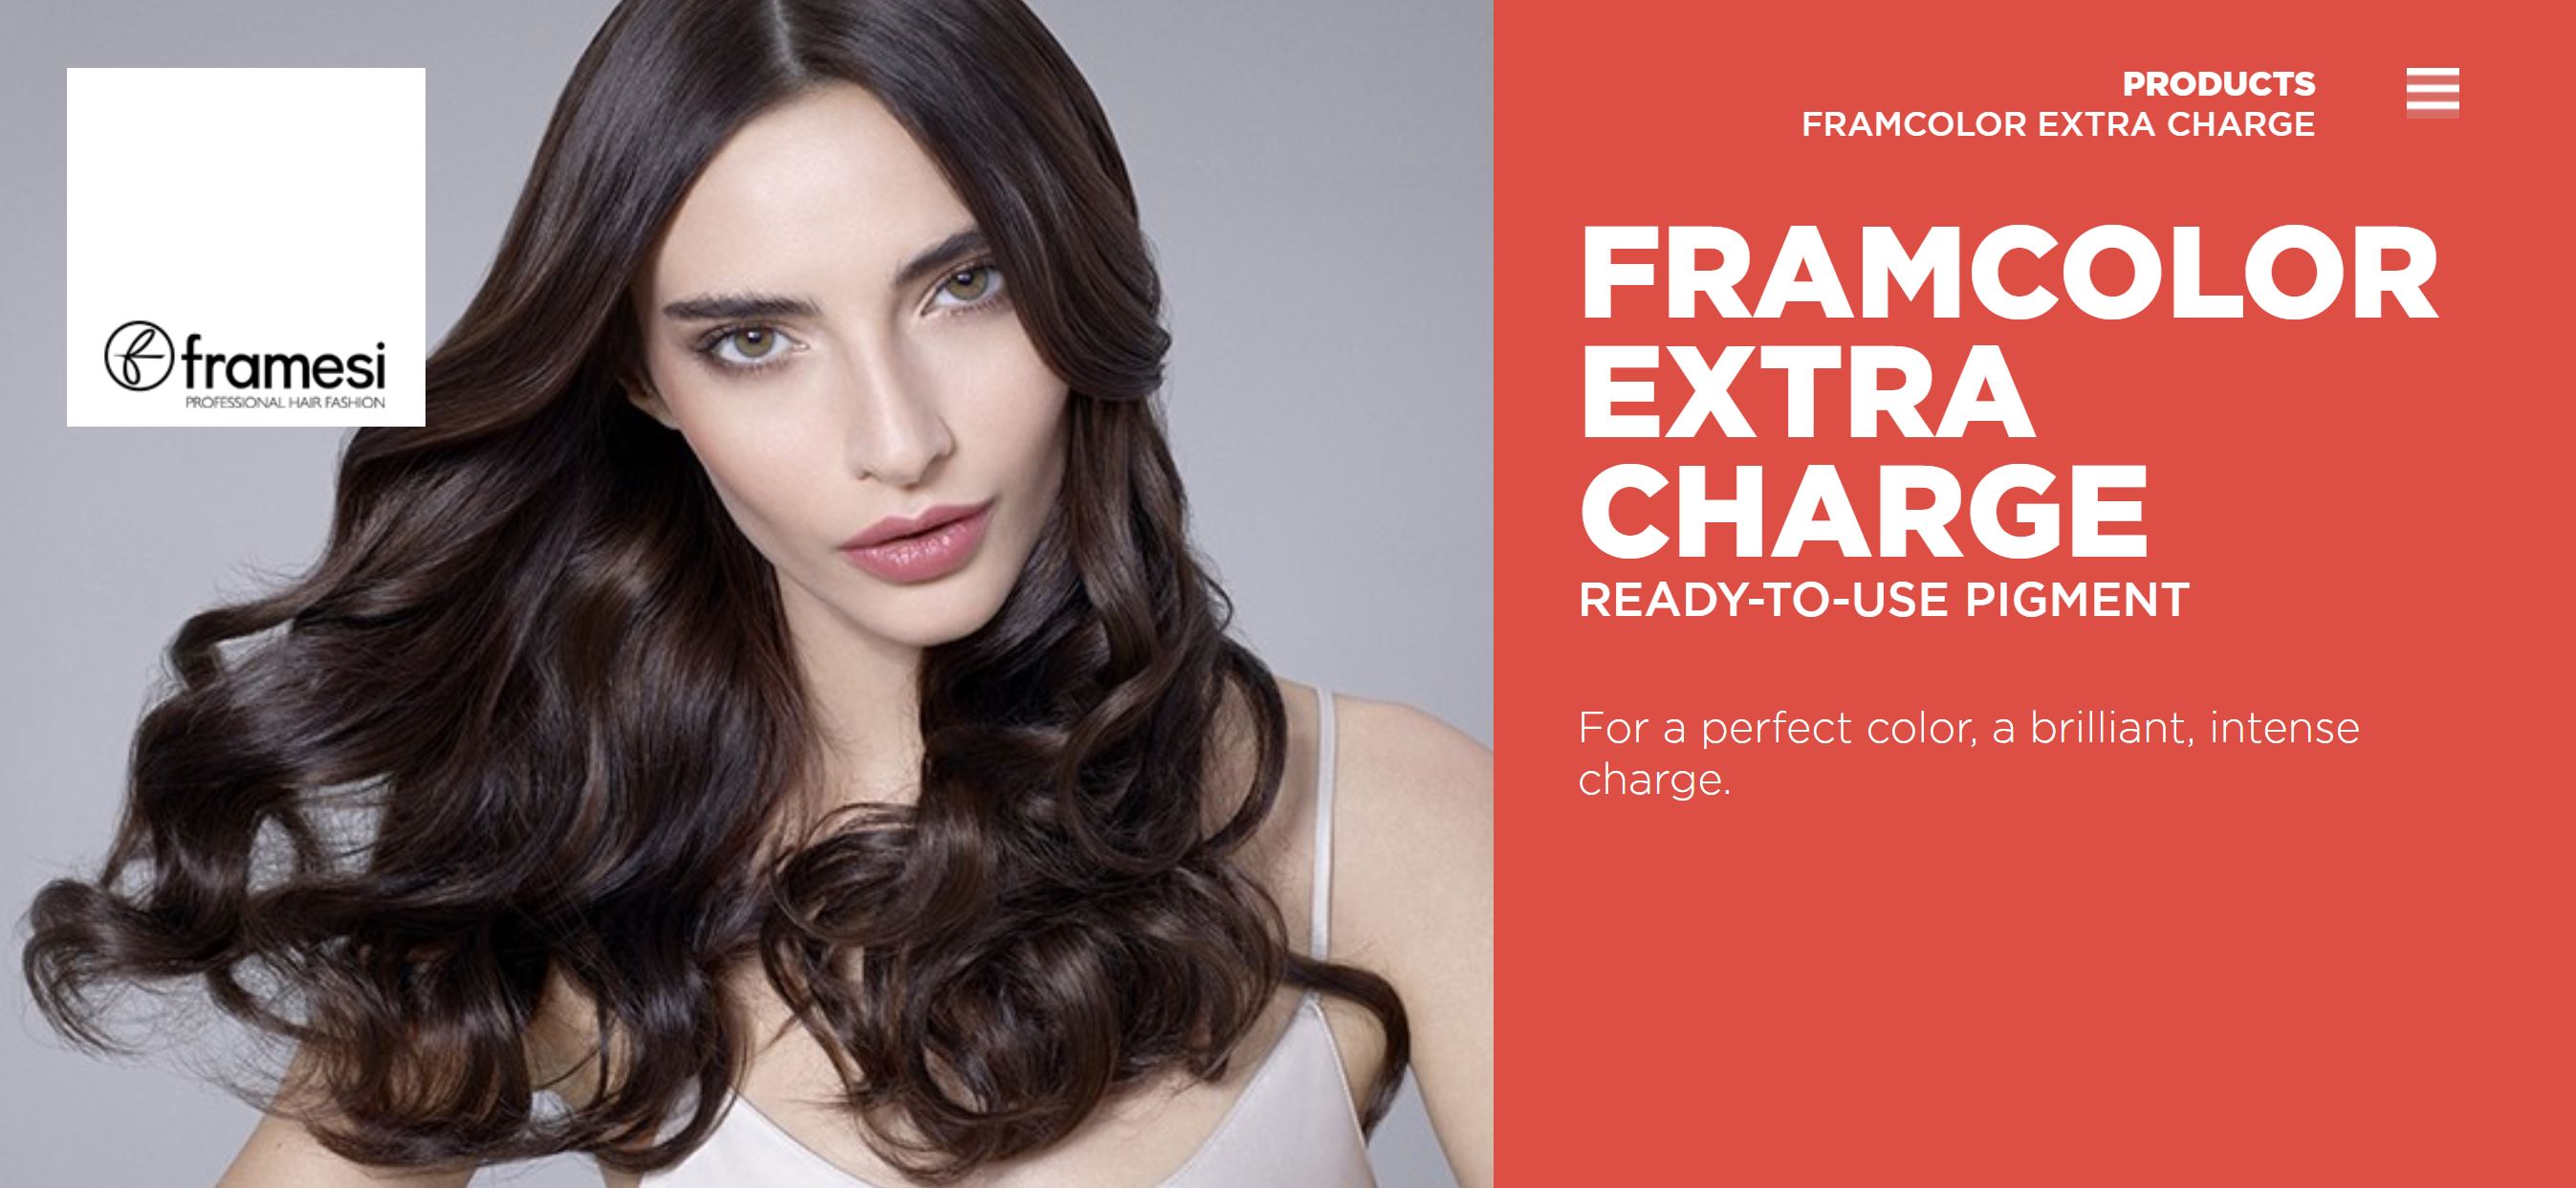 framesi
PROFESSIONAL HAIR FASHION
PRODUCTS
FRAMCOLOR EXTRA CHARGE
FRAMCOLOR
EXTRA
CHARGE
READY-TO-USE PIGMENT
For a perfect color, a brilliant, intense
charge.